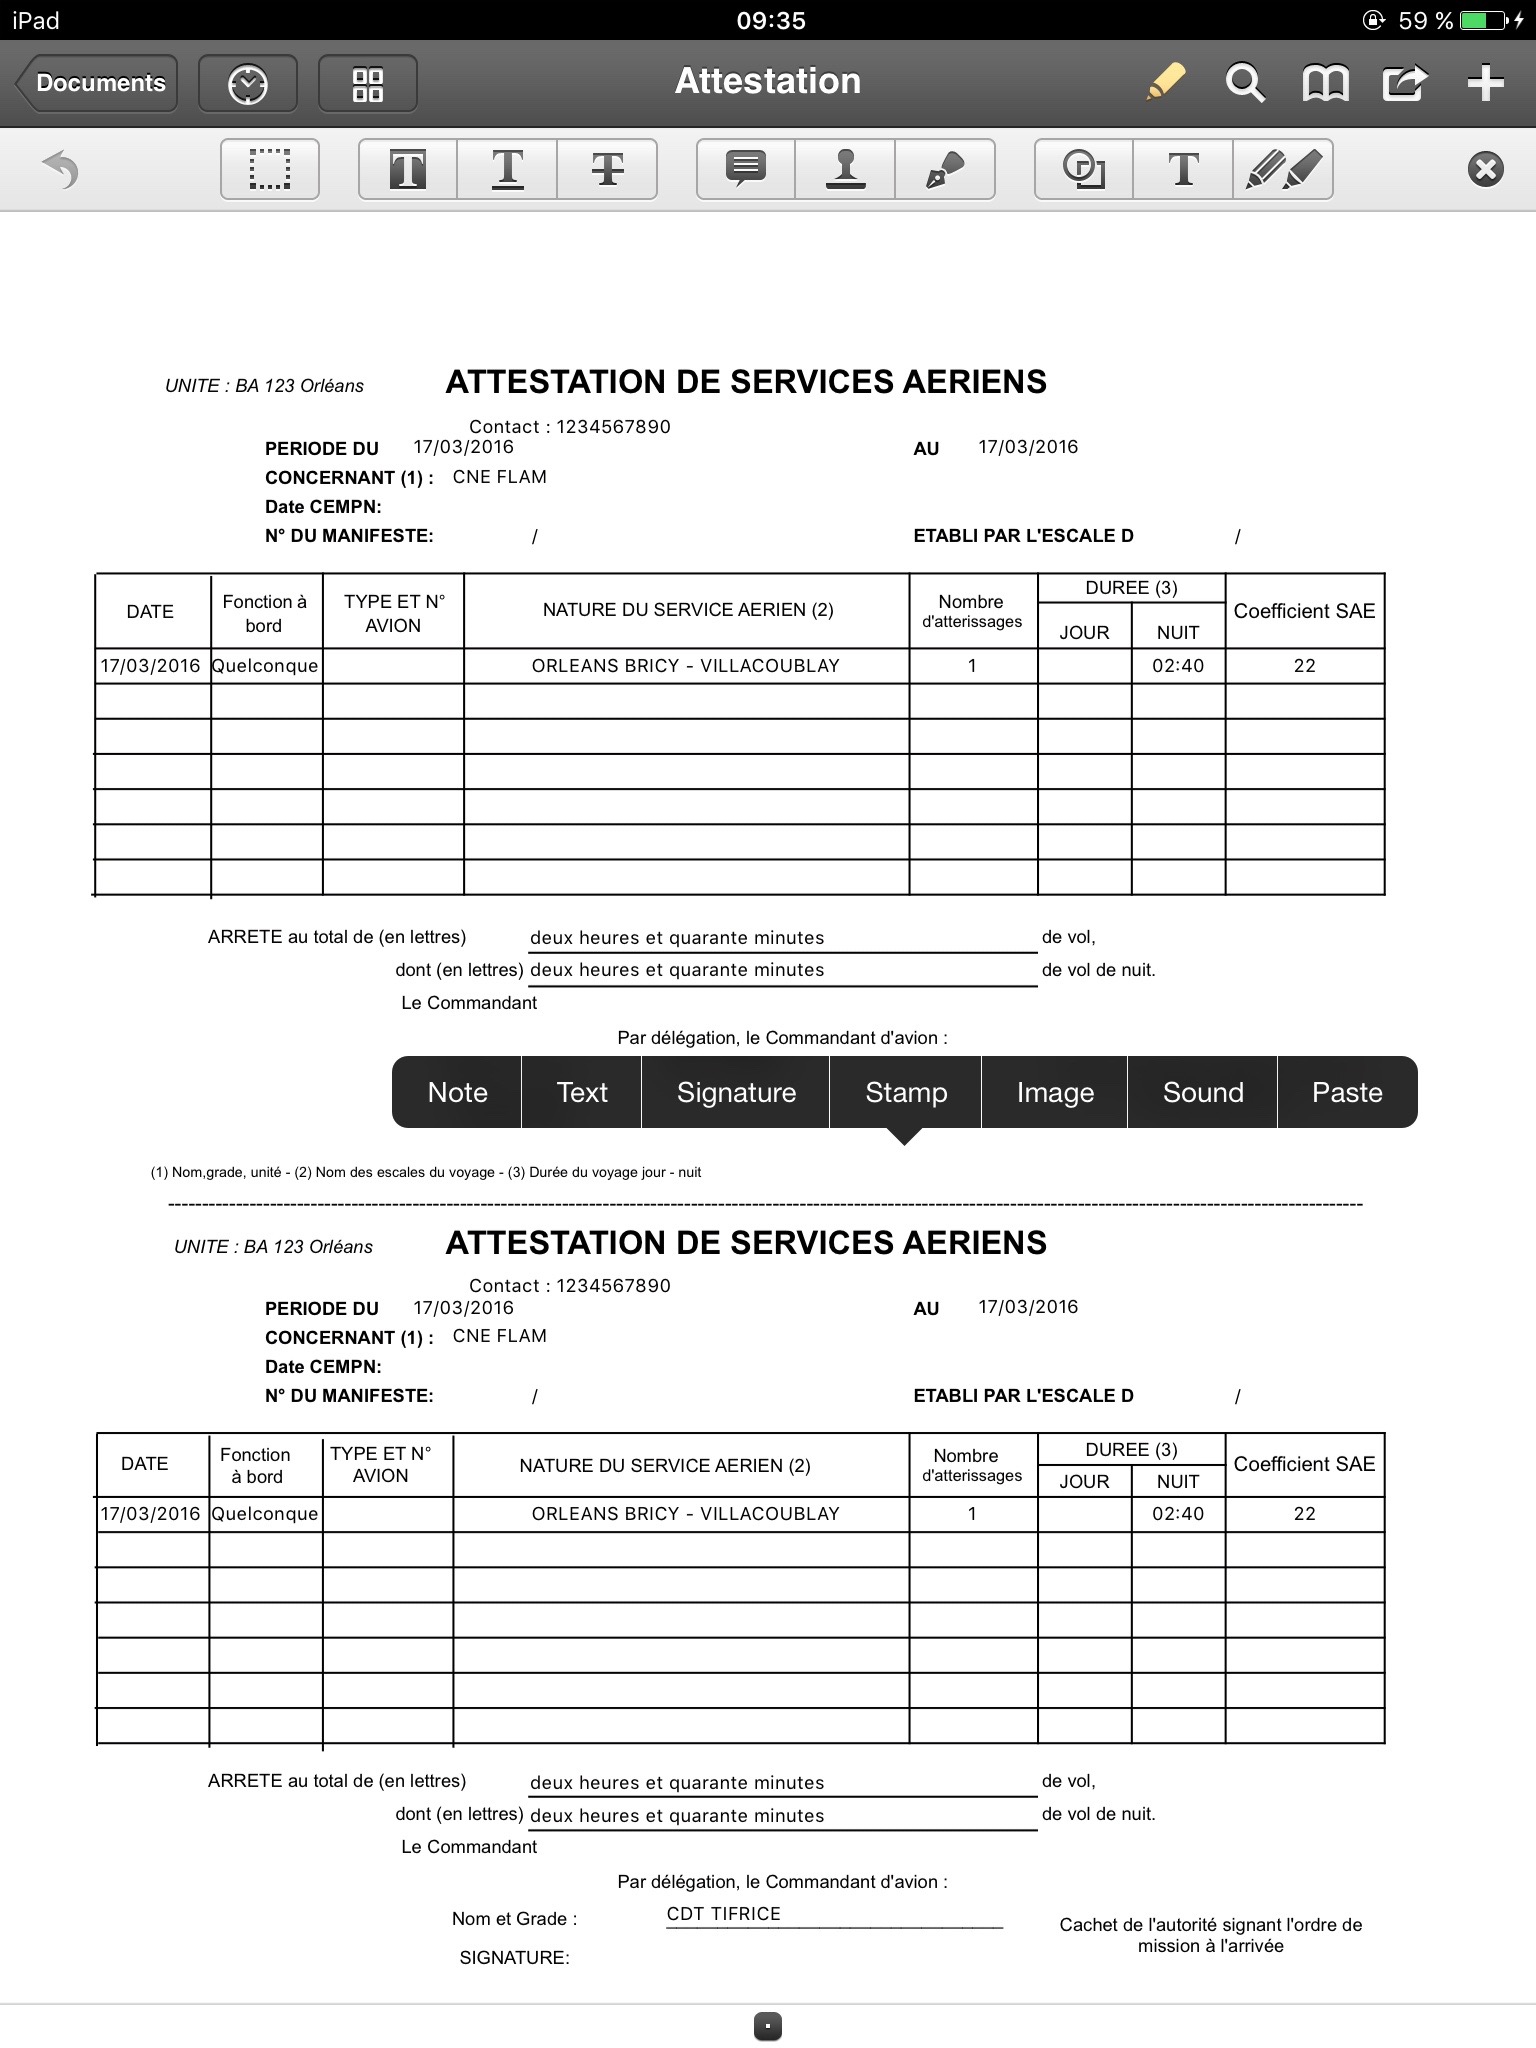 iPad 09:35 59 %
Documents Attestation
UNITE : BA 123 Orléans ATTESTATION DE SERVICES AERIENS
Contact : 1234567890
PERIODE DU 17/03/2016 AU 17/03/2016
CONCERNANT (1) : CNE FLAM
Date CEMPN:
N° DU MANIFESTE: / ETABLI PAR L'ESCALE D /
DATE Fonction à bord TYPE ET N° AVION NATURE DU SERVICE AERIEN (2) Nombre d'atterissages DUREE (3) JOUR NUIT Coefficient SAE
17/03/2016 Quelconque ORLEANS BRICY - VILLACOUBLAY 1 02:40 22
ARRETE au total de (en lettres) deux heures et quarante minutes de vol,
dont (en lettres) deux heures et quarante minutes de vol de nuit.
Le Commandant
Par délégation, le Commandant d'avion :
Note Text Signature Stamp Image Sound Paste
(1) Nom,grade, unité - (2) Nom des escales du voyage - (3) Durée du voyage jour - nuit
UNITE : BA 123 Orléans ATTESTATION DE SERVICES AERIENS
Contact : 1234567890
PERIODE DU 17/03/2016 AU 17/03/2016
CONCERNANT (1) : CNE FLAM
Date CEMPN:
N° DU MANIFESTE: / ETABLI PAR L'ESCALE D /
DATE Fonction à bord TYPE ET N° AVION NATURE DU SERVICE AERIEN (2) Nombre d'atterissages DUREE (3) JOUR NUIT Coefficient SAE
17/03/2016 Quelconque ORLEANS BRICY - VILLACOUBLAY 1 02:40 22
ARRETE au total de (en lettres) deux heures et quarante minutes de vol,
dont (en lettres) deux heures et quarante minutes de vol de nuit.
Le Commandant
Par délégation, le Commandant d'avion :
Nom et Grade : CDT TIFRICE
Cachet de l'autorité signant l'ordre de
mission à l'arrivée
SIGNATURE: